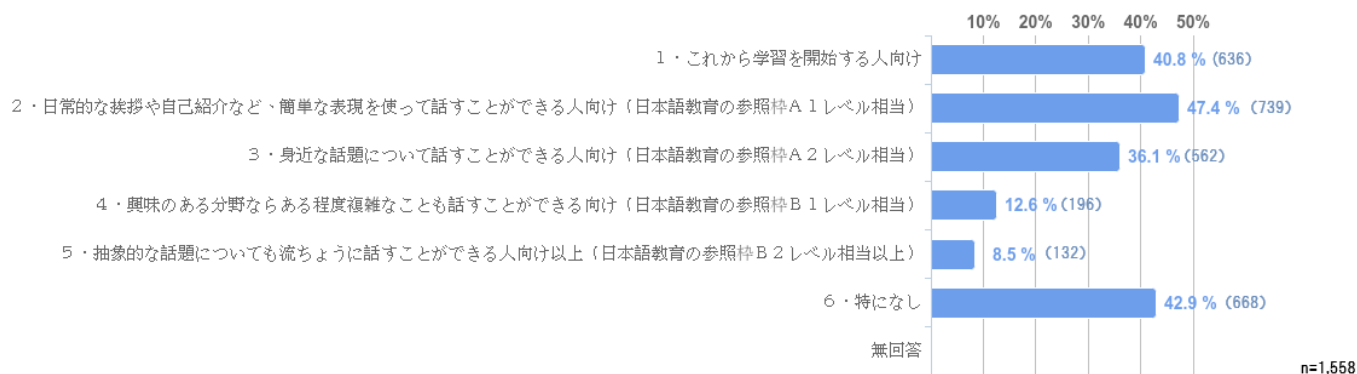 10% 20% 30% 40% 50%
1・これから学習を開始する人向け 40.8 % (636)
2・日常的な挨拶や自己紹介など、簡単な表現を使って話すことができる人向け(日本語教育の参照枠A1レベル相当) 47.4 % (739)
3・身近な話題について話すことができる人向け(日本語教育の参照枠A2レベル相当) 36.1 % (562)
4・興味のある分野ならある程度複雑なことも話すことができる向け(日本語教育の参照枠B1レベル相当) 12.6 % (196)
5・抽象的な話題についても流ちょうに話すことができる人向け以上(日本語教育の参照枠B2レベル相当以上) 8.5 % (132)
6・特になし 42.9 % (668)
無回答
n=1,558